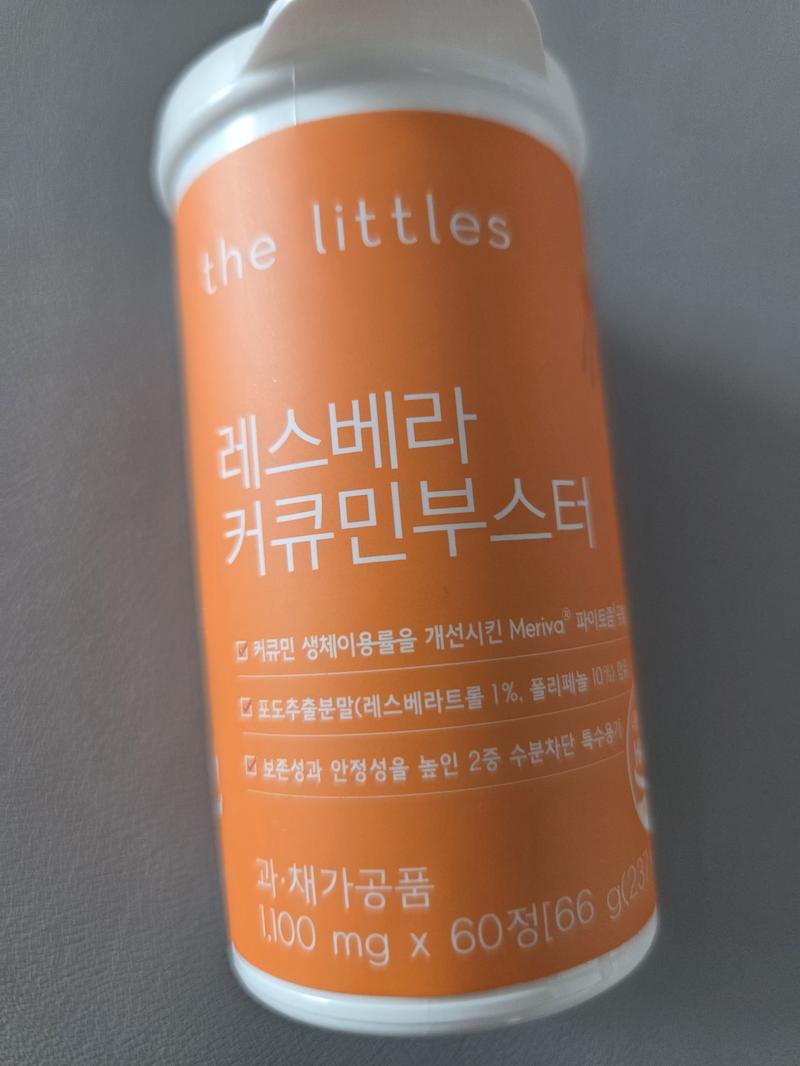 the littles
레스베라
커큐민부스터
커큐민 생체이용률을 개선시킨 Meriva® 파이토좀
포도추출분말(레스베라트롤 1%, 폴리페놀 10%) 함유
보존성과 안정성을 높인 2중 수분차단 특수용기
과·채가공품
1,100 mg x 60정[66 g(237